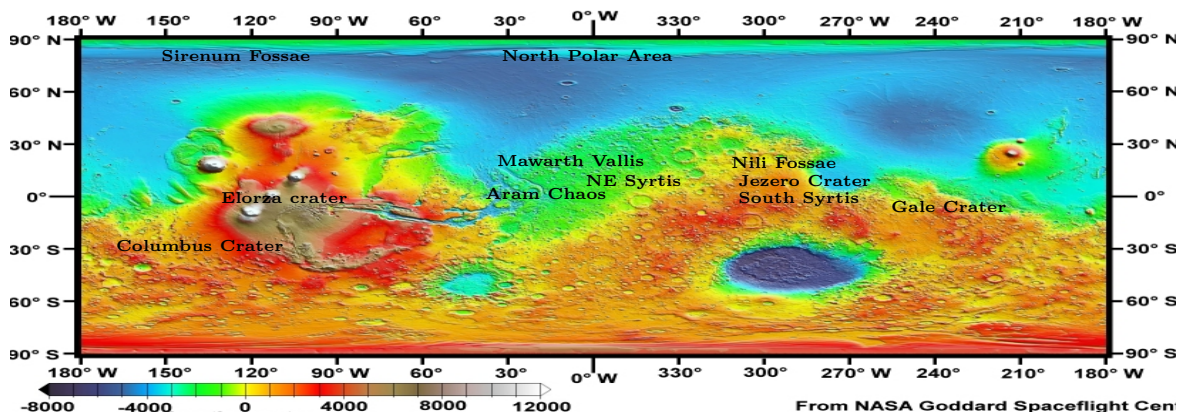 180° W 150° 120° 90° 60° 30° 0° W 330° 300° 270° 240° 210° 180° W
90° N 90° N
Sirenum Fossae North Polar Area
60° N 60° N
30° N 30° N
Mawarth Vallis Nili Fossae
NE Syrtis Jezero Crater
0° Elorza crater Aram Chaos South Syrtis 0°
Gale Crater
Columbus Crater
30° S 30° S
60° S 60° S
90° S 90° S
180° W 150° 120° 90° 60° 30° 0° W 330° 300° 270° 240° 210° 180° W
-8000 -4000 0 4000 8000 12000
From NASA Goddard Spaceflight Cent